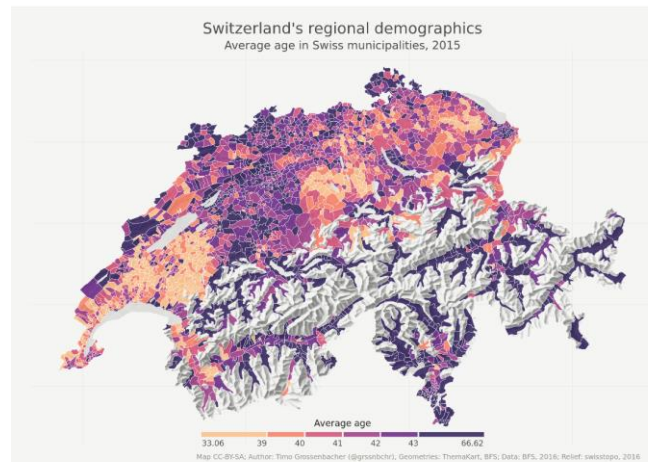 Switzerland's regional demographics
Average age in Swiss municipalities, 2015
Average age
33.06 39 40 41 42 43 66.62
Map CC-BY-SA; Author: Timo Grossenbacher (@grssnbchr), Geometries: ThemaKart, BFS; Data: BFS, 2016; Relief: swisstopo, 2016